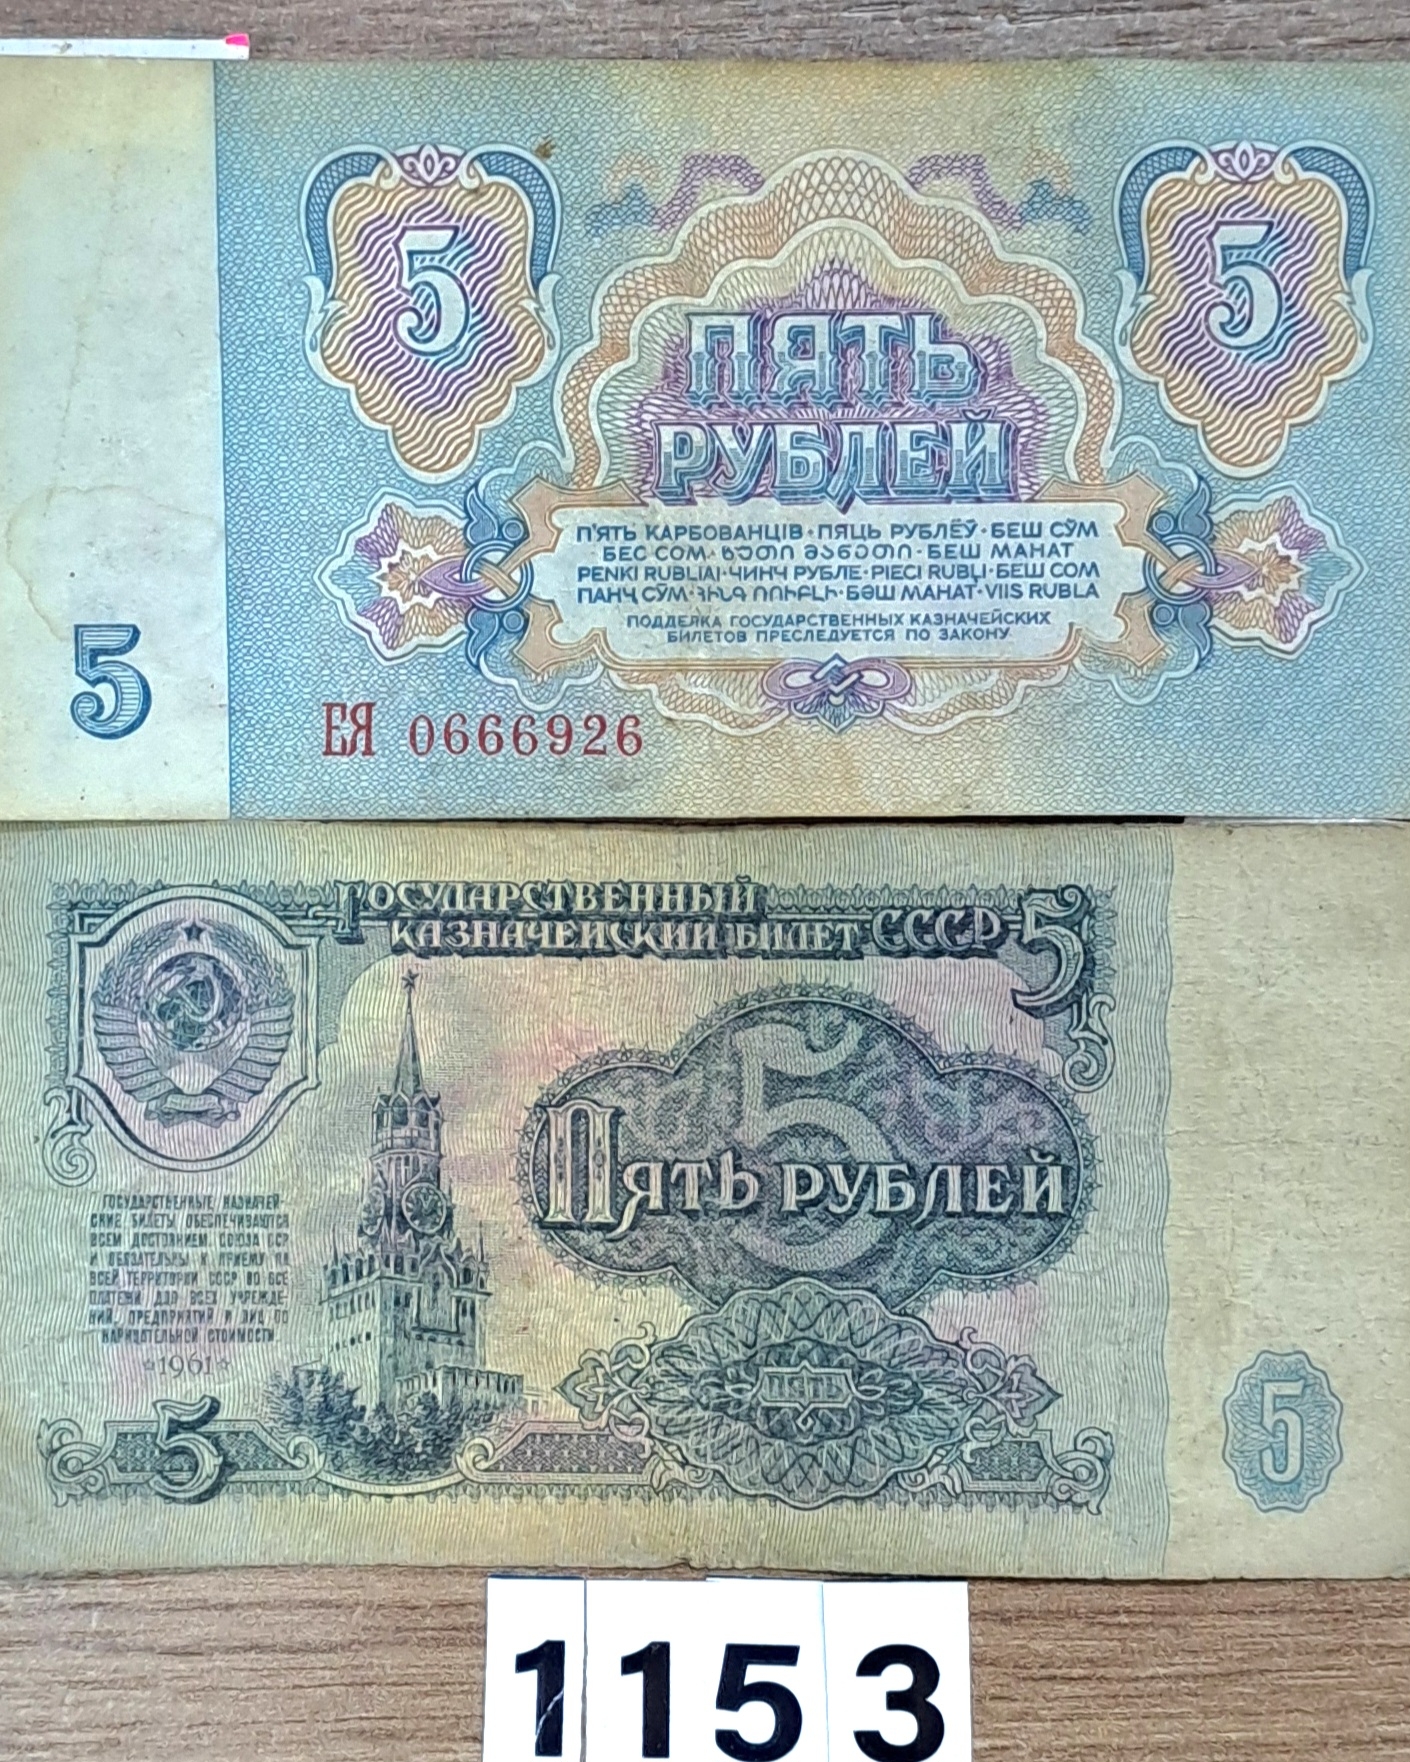 5
5
ПЯТЬ
РУБЛЕЙ
П'ЯТЬ КАРБОВАНЦІВ·ПЯЦЬ РУБЛЁЎ·БЕШ СЎМ
БЕС СОМ·ხუთი მანეთი·БЕШ МАНАТ
PENKI RUBLIAI·ЧИНЧ РУБЛЕ·PIECI RUBĻI·БЕШ СОМ
ПАНҶ СӮМ·ՀԻՆԳ ՌՈՒԲԼԻ·БӘШ МАНАТ·VIIS RUBLA
ПОДДЕЛКА ГОСУДАРСТВЕННЫХ КАЗНАЧЕЙСКИХ
БИЛЕТОВ ПРЕСЛЕДУЕТСЯ ПО ЗАКОНУ
5
ЕЯ 0666926
ГОСУДАРСТВЕННЫЙ
КАЗНАЧЕЙСКИЙ БИЛЕТ СССР
5
5
ПЯТЬ РУБЛЕЙ
ГОСУДАРСТВЕННЫЕ КАЗНАЧЕЙ-
СКИЕ БИЛЕТЫ ОБЕСПЕЧИВАЮТСЯ
ВСЕМ ДОСТОЯНИЕМ СОЮЗА ССР
И ОБЯЗАТЕЛЬНЫ К ПРИЕМУ НА
ВСЕЙ ТЕРРИТОРИИ СССР ВО ВСЕ
ПЛАТЕЖИ ДЛЯ ВСЕХ УЧРЕЖДЕ-
НИЙ, ПРЕДПРИЯТИЙ И ЛИЦ ПО
НАРИЦАТЕЛЬНОЙ СТОИМОСТИ.
☆1961☆
ПЯТЬ
5
5
1153